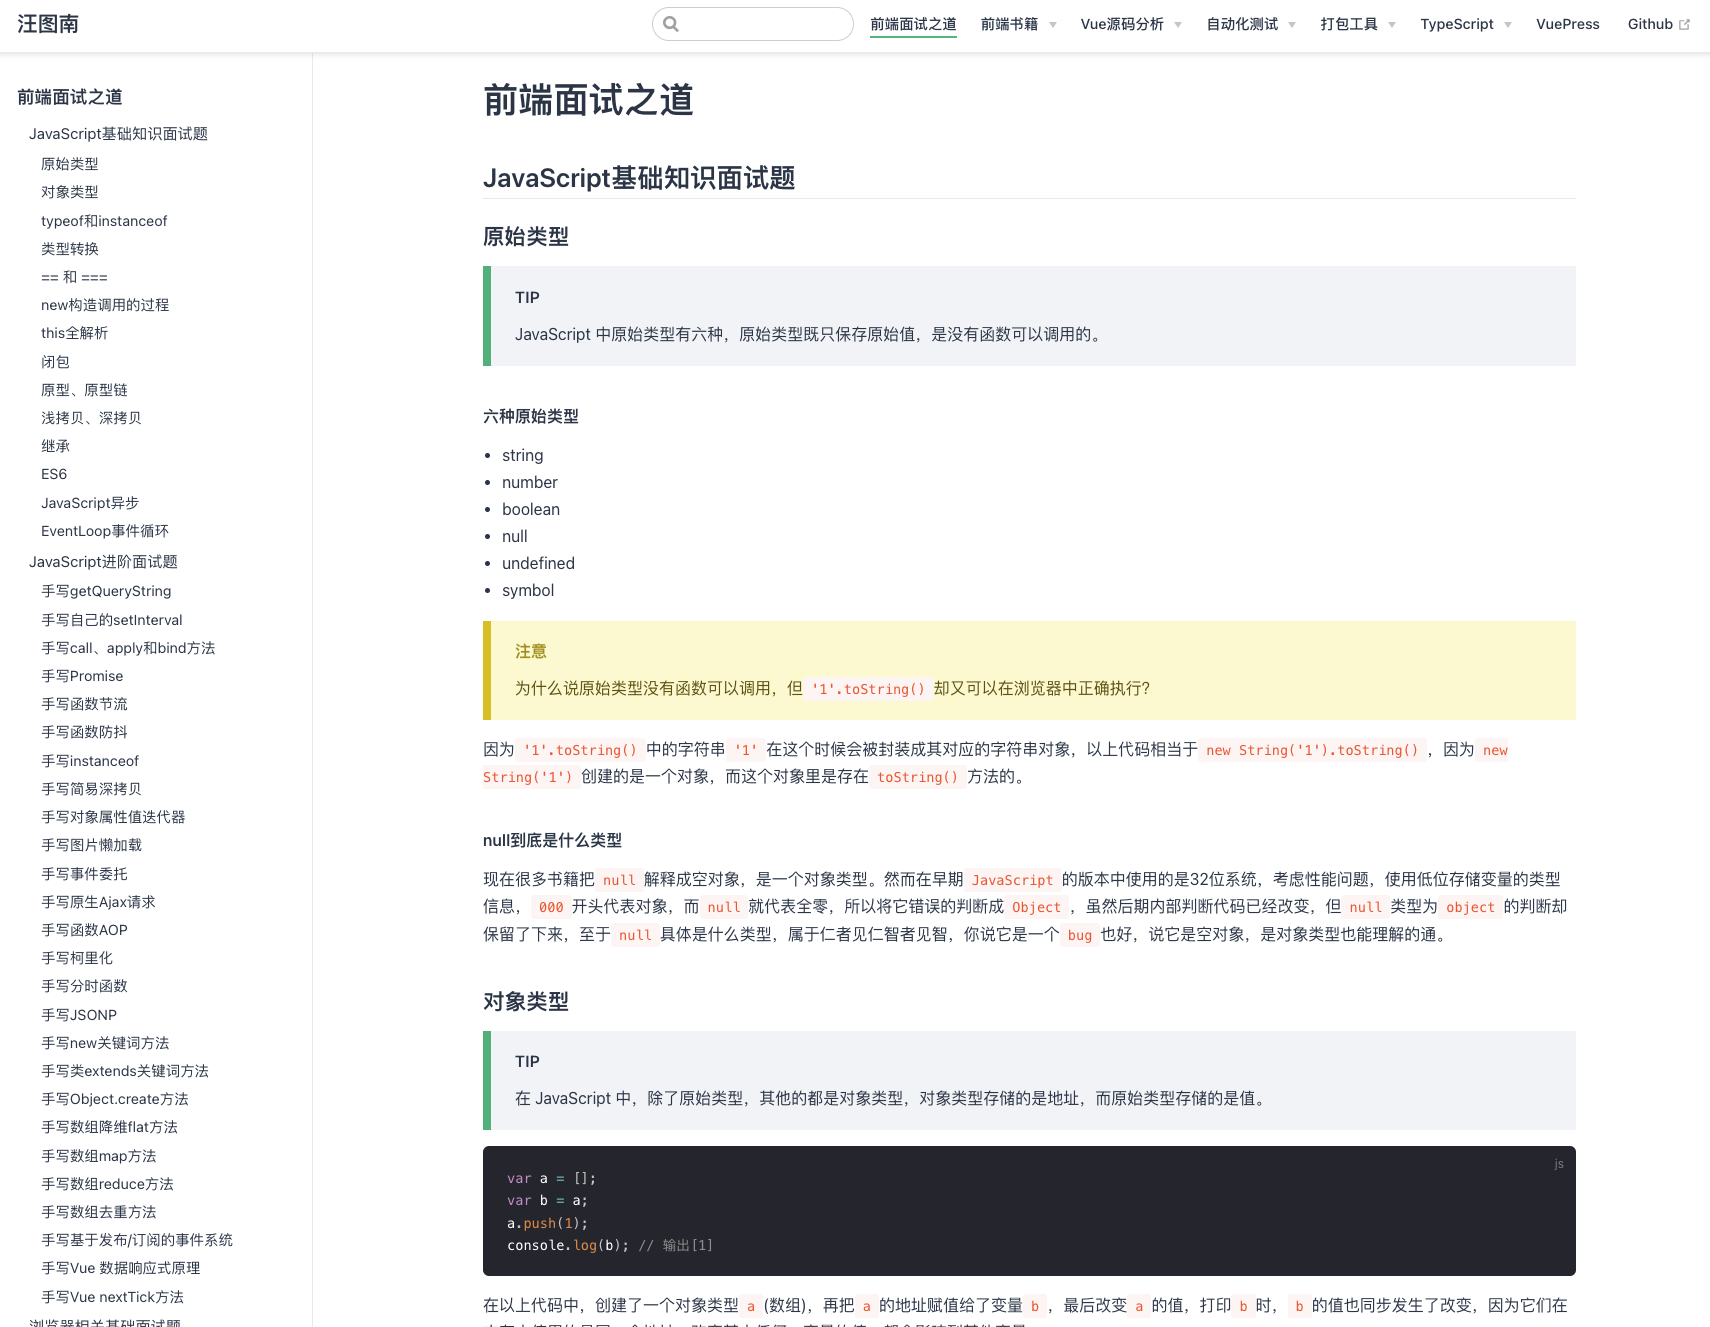 汪图南
前端面试之道 前端书籍 Vue源码分析 自动化测试 打包工具 TypeScript VuePress Github
前端面试之道
JavaScript基础知识面试题
原始类型
对象类型
typeof和instanceof
类型转换
== 和 ===
new构造调用的过程
this全解析
闭包
原型、原型链
浅拷贝、深拷贝
继承
ES6
JavaScript异步
EventLoop事件循环
JavaScript进阶面试题
手写getQueryString
手写自己的setInterval
手写call、apply和bind方法
手写Promise
手写函数节流
手写函数防抖
手写instanceof
手写简易深拷贝
手写对象属性值迭代器
手写图片懒加载
手写事件委托
手写原生Ajax请求
手写函数AOP
手写柯里化
手写分时函数
手写JSONP
手写new关键词方法
手写类extends关键词方法
手写Object.create方法
手写数组降维flat方法
手写数组map方法
手写数组reduce方法
手写数组去重方法
手写基于发布/订阅的事件系统
手写Vue 数据响应式原理
手写Vue nextTick方法
浏览器相关基础面试题
前端面试之道
JavaScript基础知识面试题
原始类型
TIP
JavaScript 中原始类型有六种，原始类型既只保存原始值，是没有函数可以调用的。
六种原始类型
• string
• number
• boolean
• null
• undefined
• symbol
注意
为什么说原始类型没有函数可以调用，但 '1'.toString() 却又可以在浏览器中正确执行？
因为 '1'.toString() 中的字符串 '1' 在这个时候会被封装成其对应的字符串对象，以上代码相当于 new String('1').toString() ，因为 new
String('1') 创建的是一个对象，而这个对象里是存在 toString() 方法的。
null到底是什么类型
现在很多书籍把 null 解释成空对象，是一个对象类型。然而在早期 JavaScript 的版本中使用的是32位系统，考虑性能问题，使用低位存储变量的类型
信息， 000 开头代表对象，而 null 就代表全零，所以将它错误的判断成 Object ，虽然后期内部判断代码已经改变，但 null 类型为 object 的判断却
保留了下来，至于 null 具体是什么类型，属于仁者见仁智者见智，你说它是一个 bug 也好，说它是空对象，是对象类型也能理解的通。
对象类型
TIP
在 JavaScript 中，除了原始类型，其他的都是对象类型，对象类型存储的是地址，而原始类型存储的是值。
js
var a = [];
var b = a;
a.push(1);
console.log(b); // 输出[1]
在以上代码中，创建了一个对象类型 a (数组)，再把 a 的地址赋值给了变量 b ，最后改变 a 的值，打印 b 时， b 的值也同步发生了改变，因为它们在